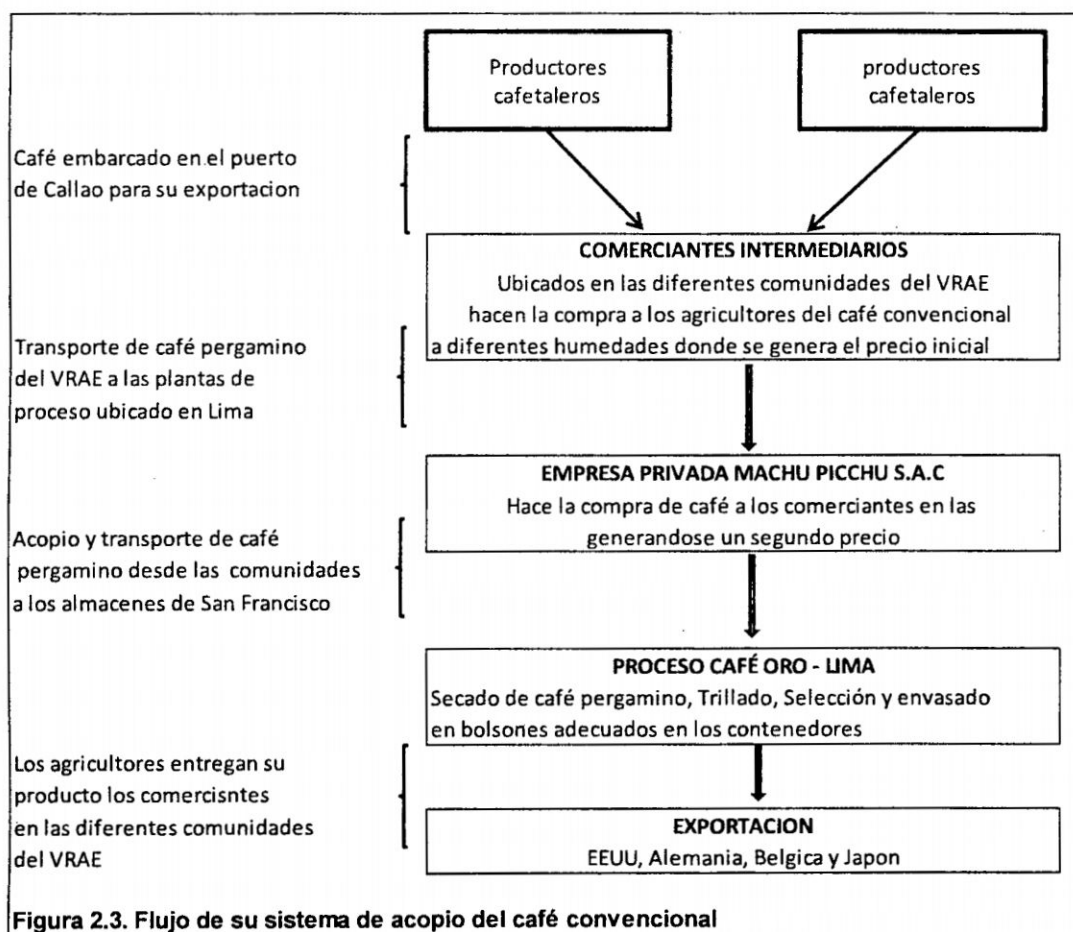 Productores
cafetaleros
productores
cafetaleros
Café embarcado en el puerto
de Callao para su exportacion
COMERCIANTES INTERMEDIARIOS
Ubicados en las diferentes comunidades del VRAE
hacen la compra a los agricultores del café convencional
a diferentes humedades donde se genera el precio inicial
Transporte de café pergamino
del VRAE a las plantas de
proceso ubicado en Lima
EMPRESA PRIVADA MACHU PICCHU S.A.C
Hace la compra de café a los comerciantes en las
generandose un segundo precio
Acopio y transporte de café
pergamino desde las comunidades
a los almacenes de San Francisco
PROCESO CAFÉ ORO - LIMA
Secado de café pergamino, Trillado, Selección y envasado
en bolsones adecuados en los contenedores
Los agricultores entregan su
producto los comercisntes
en las diferentes comunidades
del VRAE
EXPORTACION
EEUU, Alemania, Belgica y Japon
Figura 2.3. Flujo de su sistema de acopio del café convencional